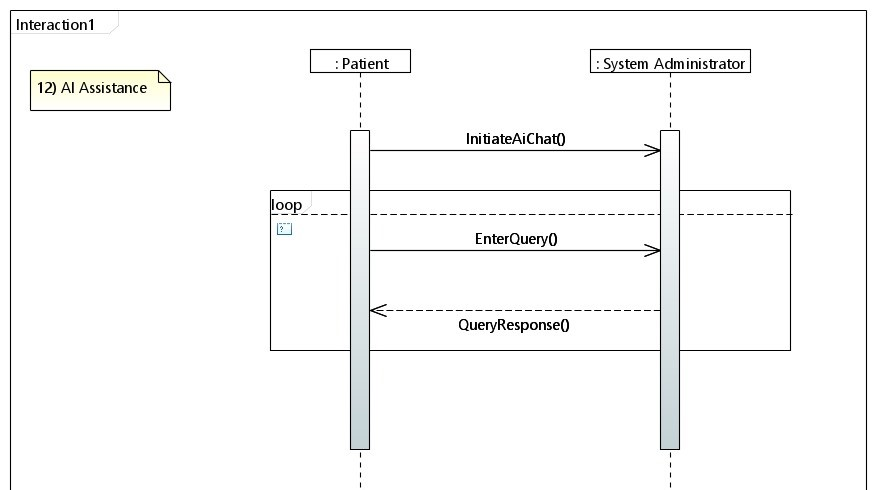 Interaction1
12) AI Assistance
: Patient
: System Administrator
InitiateAiChat()
loop
?
EnterQuery()
QueryResponse()